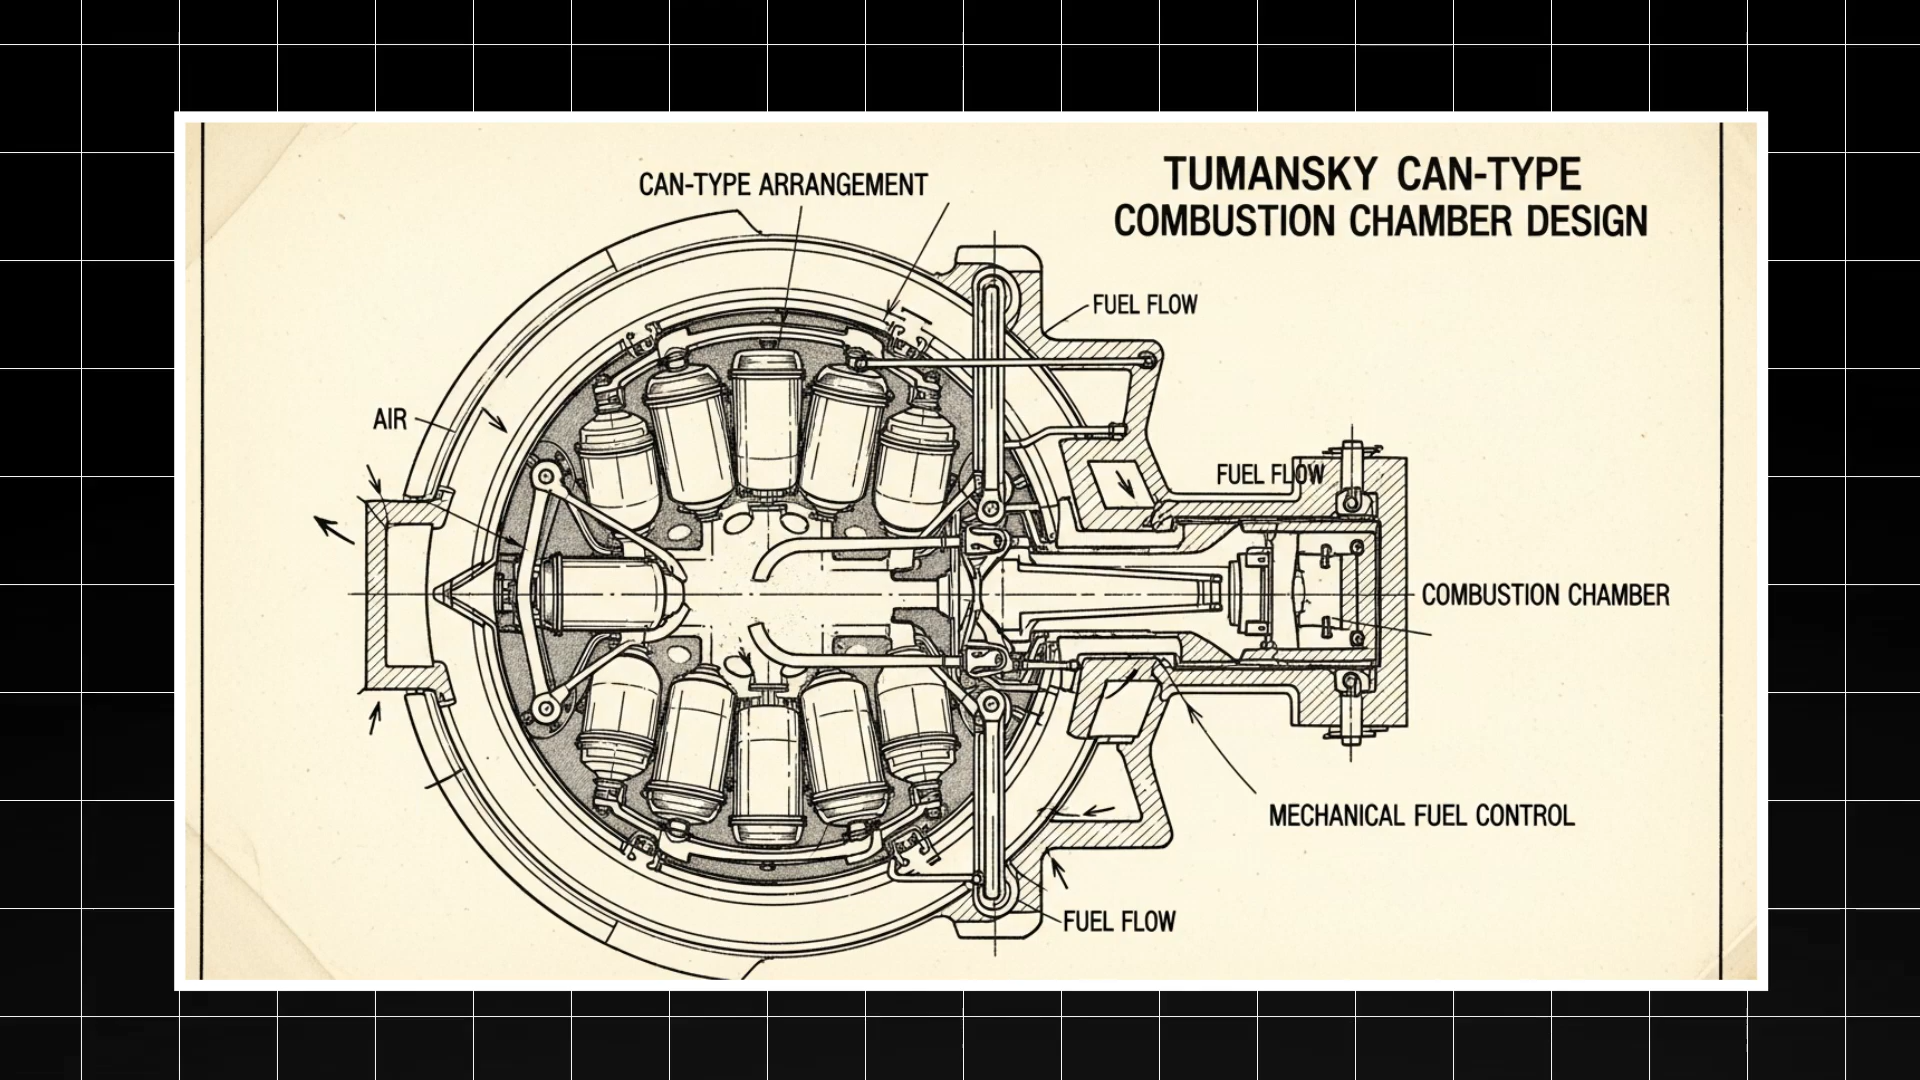 TUMANSKY CAN-TYPE
COMBUSTION CHAMBER DESIGN
CAN-TYPE ARRANGEMENT
FUEL FLOW
AIR
FUEL FLOW
COMBUSTION CHAMBER
MECHANICAL FUEL CONTROL
FUEL FLOW